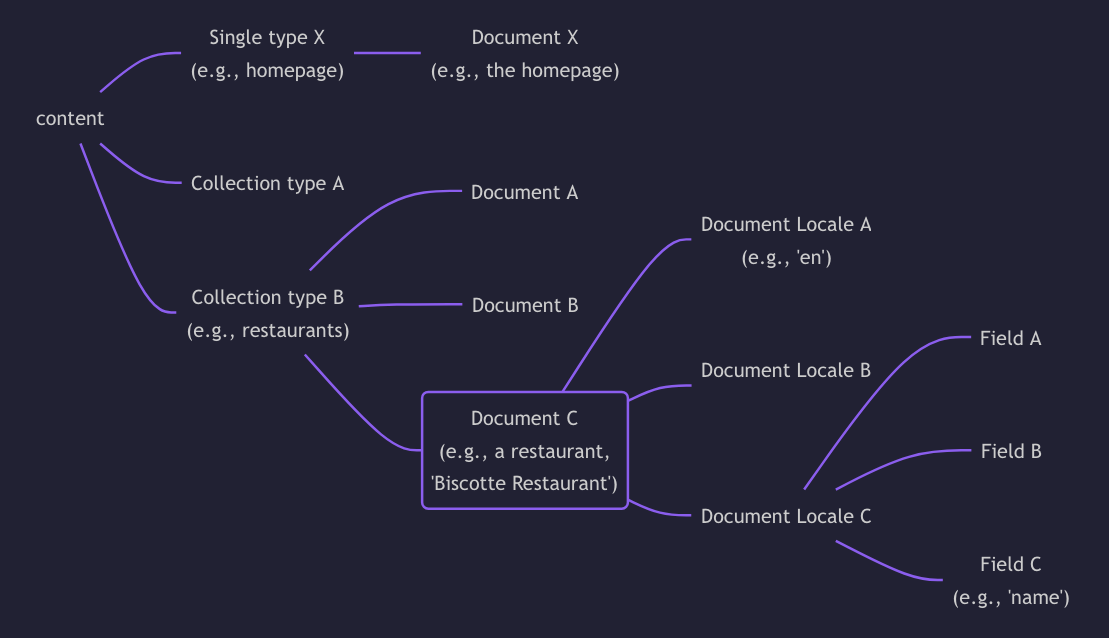 Single type X
(e.g., homepage)
Document X
(e.g., the homepage)
content
Collection type A
Document A
Document Locale A
(e.g., 'en')
Collection type B
(e.g., restaurants)
Document B
Field A
Document Locale B
Document C
(e.g., a restaurant,
'Biscotte Restaurant')
Field B
Document Locale C
Field C
(e.g., 'name')